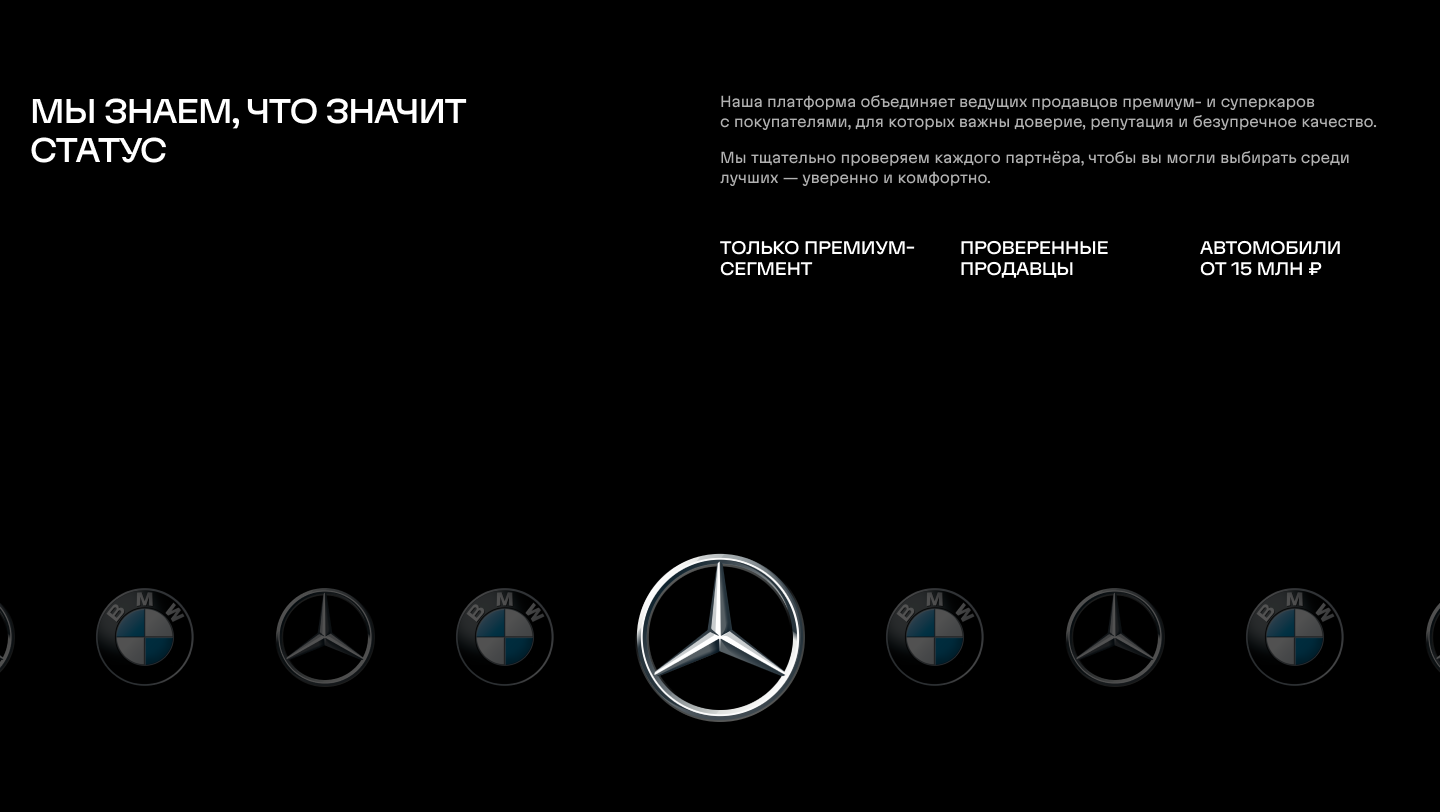 МЫ ЗНАЕМ, ЧТО ЗНАЧИТ
СТАТУС
Наша платформа объединяет ведущих продавцов премиум- и суперкаров
с покупателями, для которых важны доверие, репутация и безупречное качество.
Мы тщательно проверяем каждого партнёра, чтобы вы могли выбирать среди
лучших — уверенно и комфортно.
ТОЛЬКО ПРЕМИУМ-
СЕГМЕНТ
ПРОВЕРЕННЫЕ
ПРОДАВЦЫ
АВТОМОБИЛИ
ОТ 15 МЛН ₽
BMW
BMW
BMW
BMW